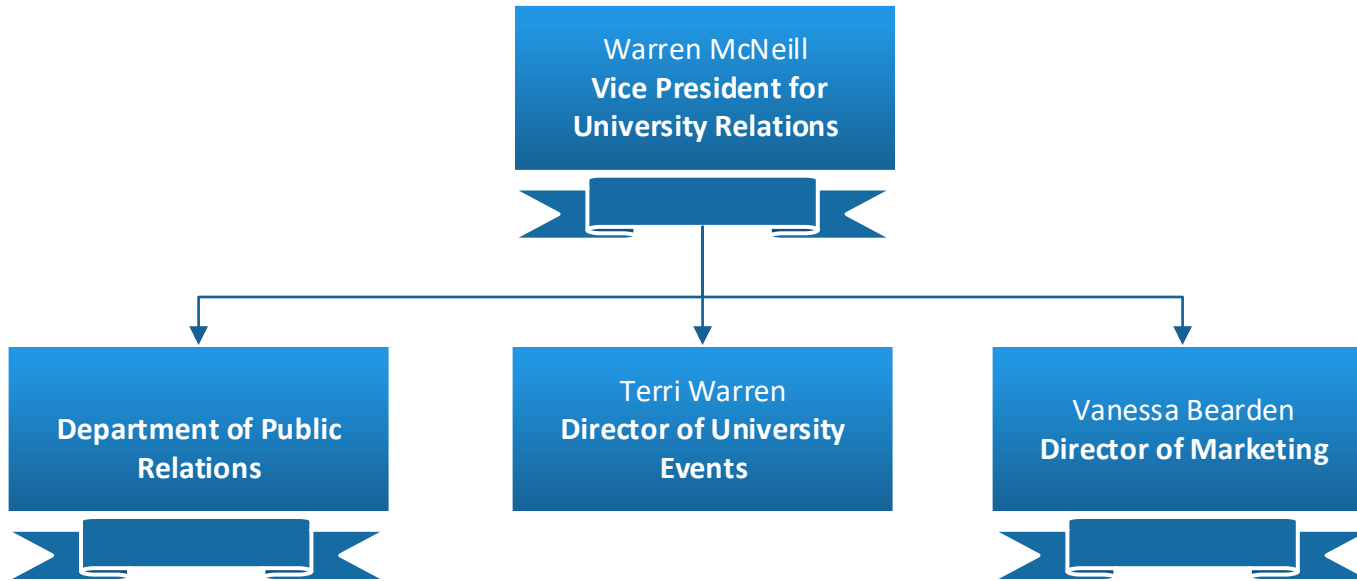 Warren McNeill
Vice President for
University Relations
Department of Public
Relations
Terri Warren
Director of University
Events
Vanessa Bearden
Director of Marketing